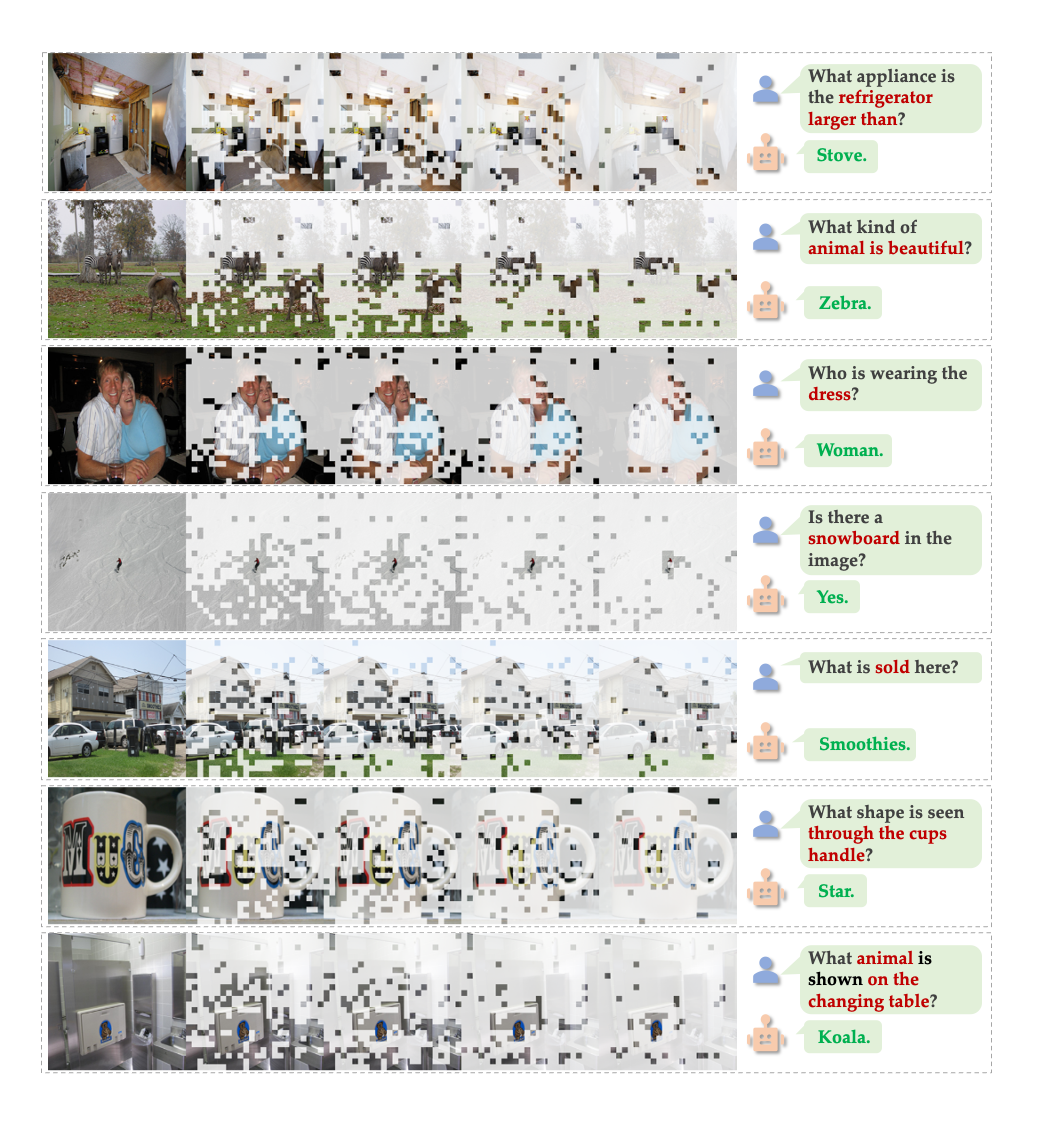 What appliance is
the refrigerator
larger than?
Stove.
What kind of
animal is beautiful?
Zebra.
Who is wearing the
dress?
Woman.
Is there a
snowboard in the
image?
Yes.
What is sold here?
Smoothies.
MUG
What shape is seen
through the cups
handle?
Star.
What animal is
shown on the
changing table?
Koala.